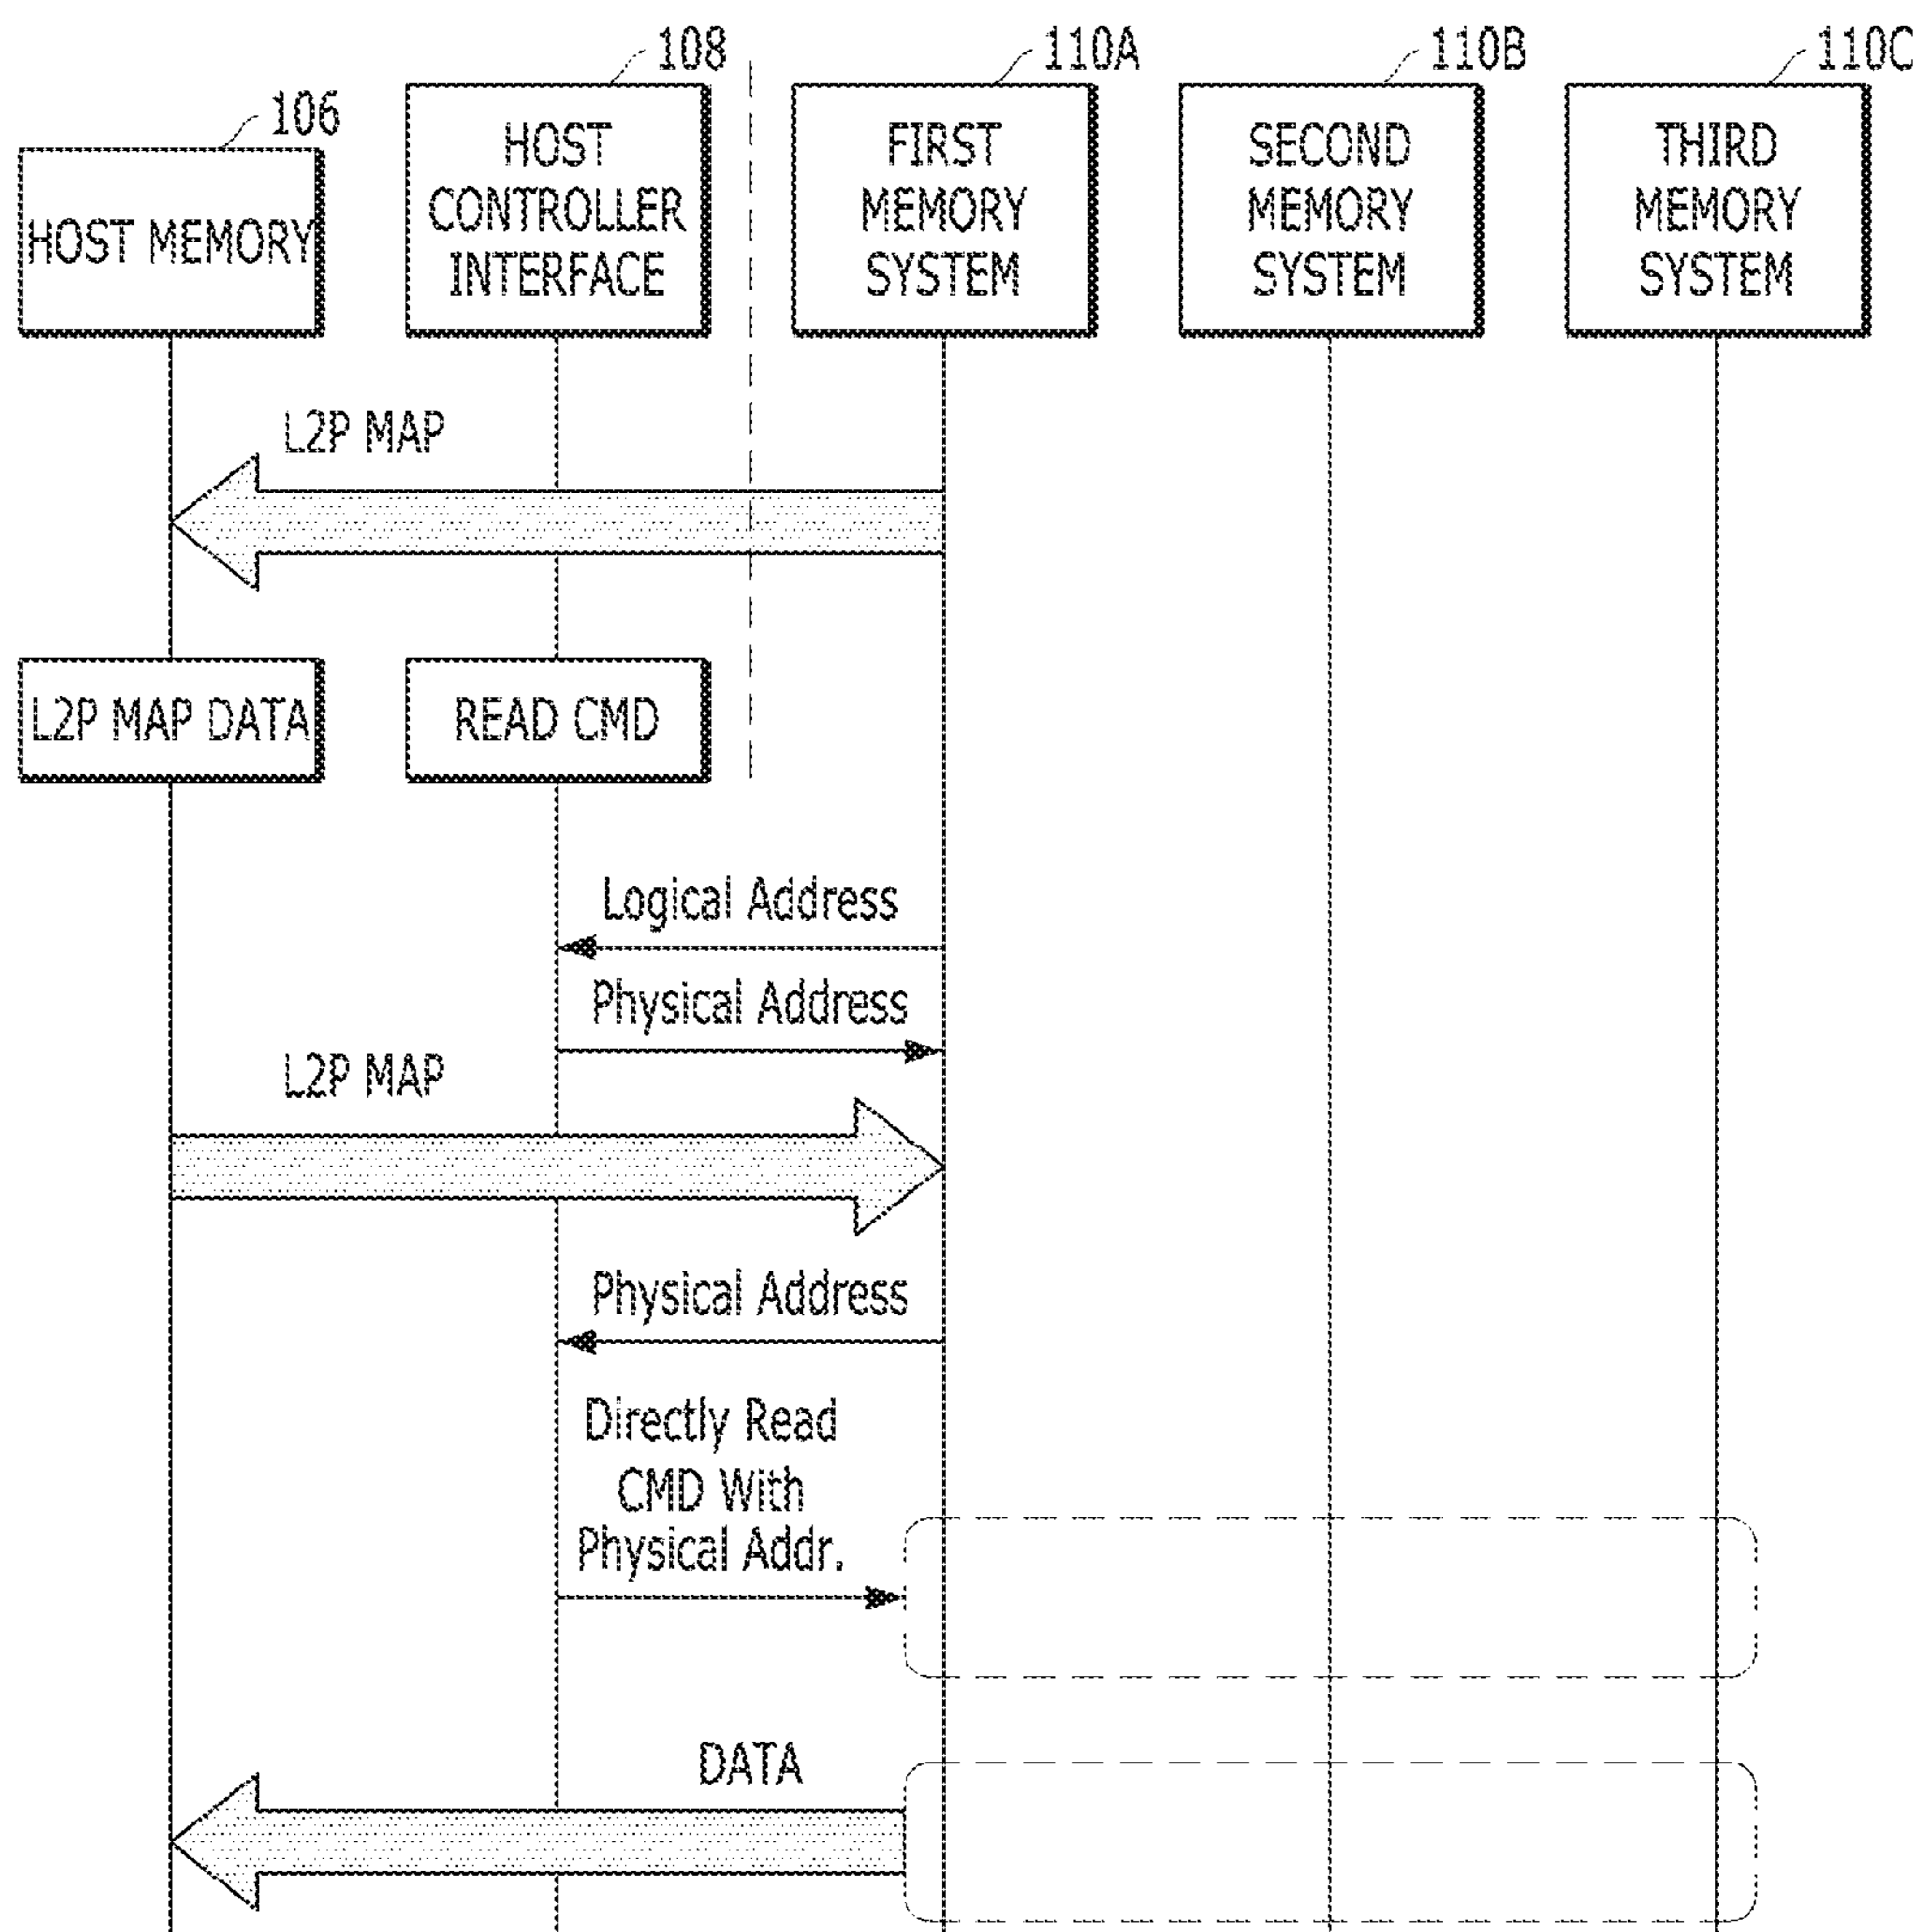 106
108
110A
110B
110C
HOST MEMORY
HOST
CONTROLLER
INTERFACE
FIRST
MEMORY
SYSTEM
SECOND
MEMORY
SYSTEM
THIRD
MEMORY
SYSTEM
L2P MAP
L2P MAP DATA
READ CMD
Logical Address
Physical Address
L2P MAP
Physical Address
Directly Read
CMD With
Physical Addr.
DATA